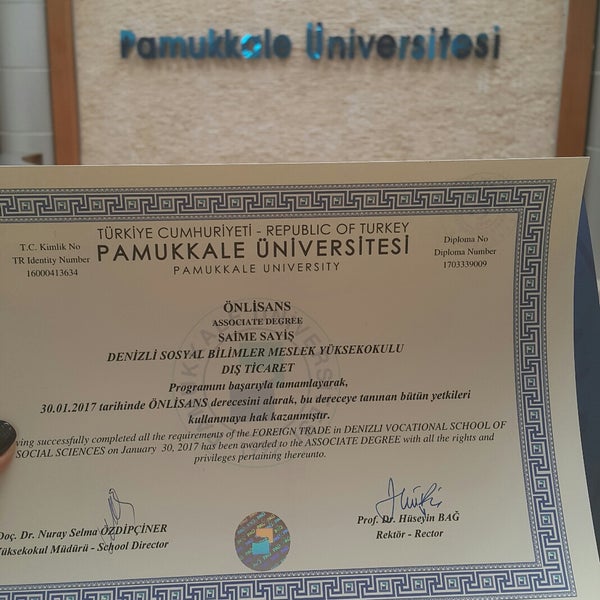 Pamukkale Üniversitesi
TÜRKİYE CUMHURİYETİ - REPUBLIC OF TURKEY
PAMUKKALE ÜNİVERSİTESİ
PAMUKKALE UNIVERSITY
T.C. Kimlik No
TR Identity Number
16000413634
Diploma No
Diploma Number
1703339009
ÖNLİSANS
ASSOCIATE DEGREE
SAİME SAYİŞ
DENİZLİ SOSYAL BİLİMLER MESLEK YÜKSEKOKULU
DIŞ TİCARET
Programını başarıyla tamamlayarak,
30.01.2017 tarihinde ÖNLİSANS derecesini alarak, bu dereceye tanınan bütün yetkileri
kullanmaya hak kazanmıştır.
ving successfully completed all the requirements of the FOREIGN TRADE in DENIZLI VOCATIONAL SCHOOL OF
SOCIAL SCIENCES on January 30, 2017 has been awarded to the ASSOCIATE DEGREE with all the rights and
privileges pertaining thereunto.
Doç. Dr. Nuray Selma ÖZDİPÇİNER
Yüksekokul Müdürü - School Director
Prof. Dr. Hüseyin BAĞ
Rektör - Rector